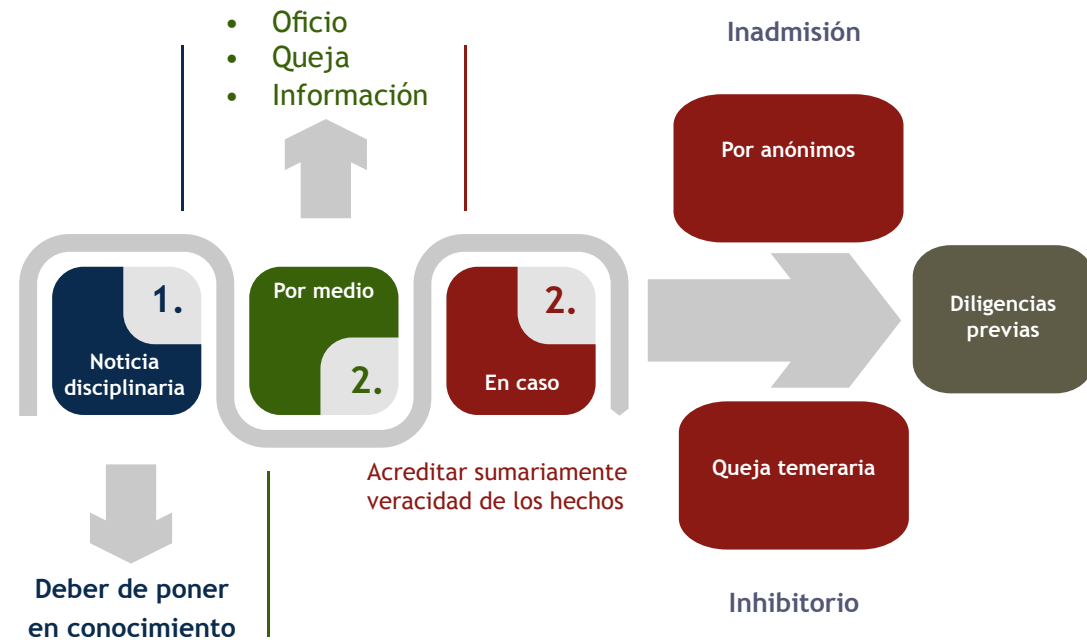 • Oficio
• Queja
• Información
Inadmisión
Por anónimos
1.
Noticia
disciplinaria
Por medio
2.
2.
En caso
Diligencias
previas
Acreditar sumariamente
veracidad de los hechos
Queja temeraria
Deber de poner
en conocimiento
Inhibitorio